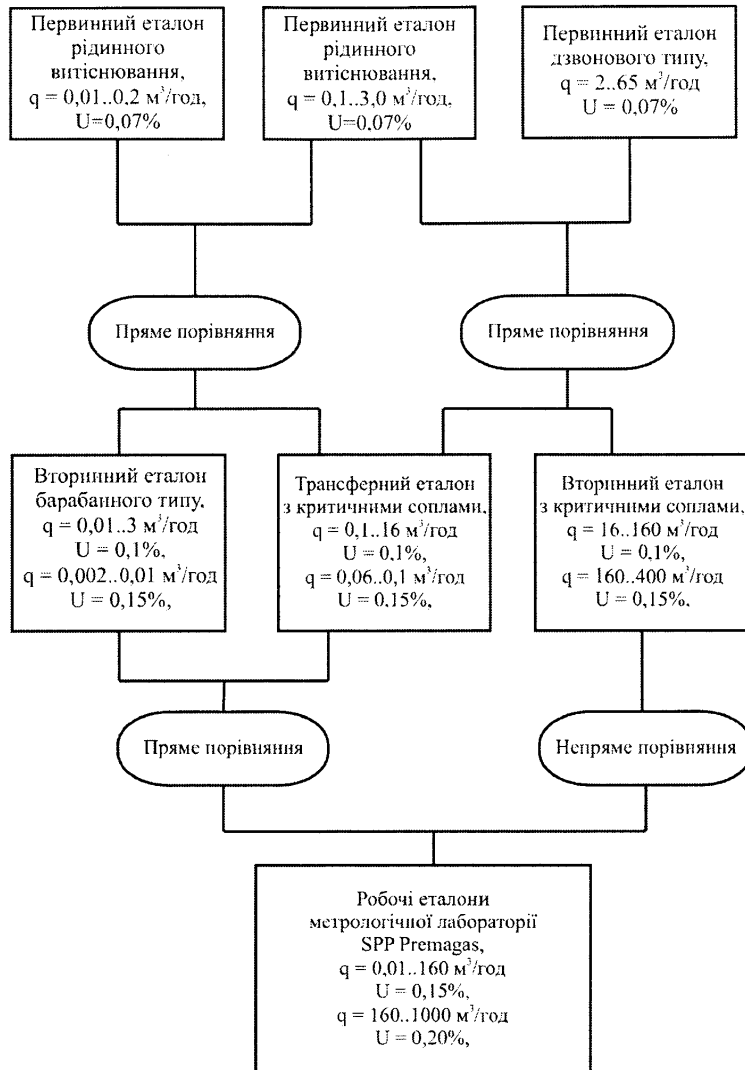 Первинний еталон
рідинного
витіснювання,
q = 0,01..0,2 м³/год,
U=0,07%
Первинний еталон
рідинного
витіснювання,
q = 0,1..3,0 м³/год,
U=0,07%
Первинний еталон
дзвонового типу,
q = 2..65 м³/год
U = 0,07%
Пряме порівняння
Пряме порівняння
Вторинний еталон
барабанного типу,
q = 0,01..3 м³/год
U = 0,1%,
q = 0,002..0,01 м³/год
U = 0,15%,
Трансферний еталон
з критичними соплами,
q = 0,1..16 м³/год
U = 0,1%,
q = 0,06..0,1 м³/год
U = 0,15%,
Вторинний еталон
з критичними соплами,
q = 16..160 м³/год
U = 0,1%,
q = 160..400 м³/год
U = 0,15%,
Пряме порівняння
Непряме порівняння
Робочі еталони
метрологічної лабораторії
SPP Premagas,
q = 0,01..160 м³/год
U = 0,15%,
q = 160..1000 м³/год
U = 0,20%,